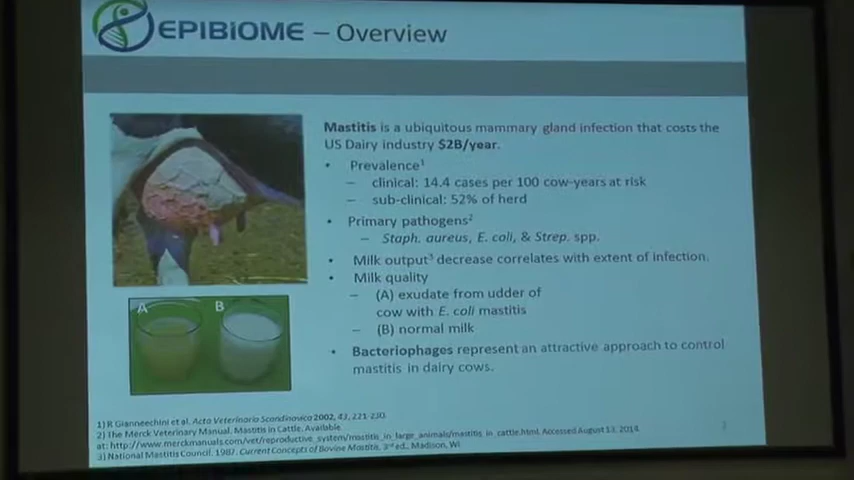 EPIBIOME – Overview
Mastitis is a ubiquitous mammary gland infection that costs the
US Dairy industry $2B/year.
• Prevalence1
– clinical: 14.4 cases per 100 cow-years at risk
– sub-clinical: 52% of herd
• Primary pathogens2
– Staph. aureus, E. coli, & Strep. spp.
• Milk output3 decrease correlates with extent of infection.
• Milk quality
– (A) exudate from udder of
cow with E. coli mastitis
– (B) normal milk
• Bacteriophages represent an attractive approach to control
mastitis in dairy cows.
A B
1) R Gianneechini et al. Acta Veterinaria Scandinavica 2002, 43, 221-230.
2) The Merck Veterinary Manual. Mastitis in Cattle, Available
at: http://www.merckmanuals.com/vet/reproductive_system/mastitis_in_large_animals/mastitis_in_cattle.html. Accessed August 13, 2014.
3) National Mastitis Council. 1987. Current Concepts of Bovine Mastitis, 3rd ed., Madison, WI.